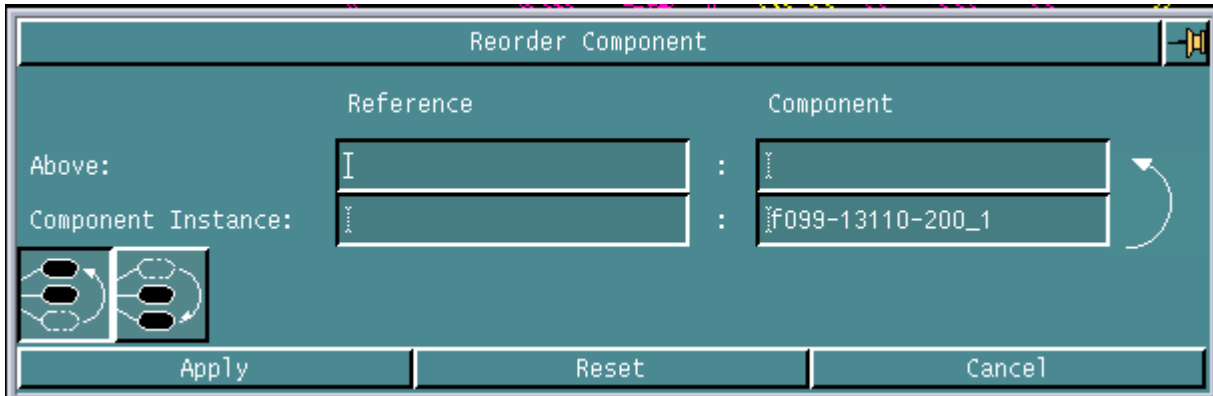 Reorder Component
Reference Component
Above: :
Component Instance: : f099-13110-200_1
Apply Reset Cancel